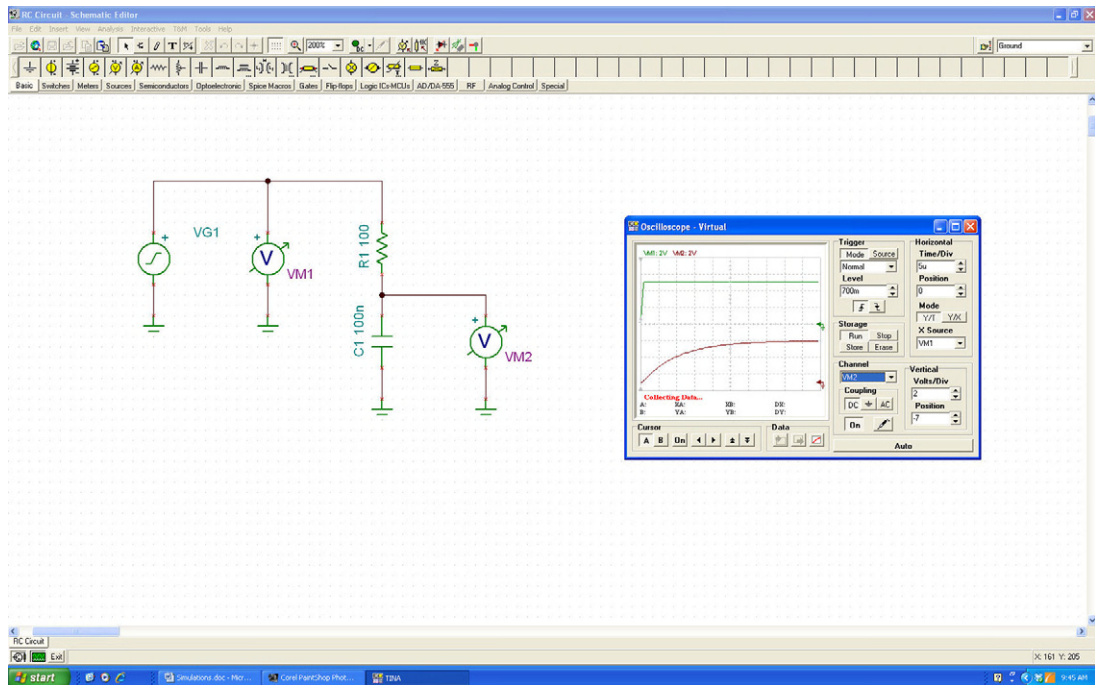 RC Circuit - Schematic Editor
File Edit Insert View Analysis Interactive T&M Tools Help
200% DC Ground
Basic Switches Meters Sources Semiconductors Optoelectronic Spice Macros Gates Flip-flops Logic ICs-MCUs AD/DA-555 RF Analog Control Special
VG1
VM1
R1 100
C1 100n
VM2
V
V
+
+
+
Oscilloscope - Virtual
VM1: 2V VM2: 2V
Collecting Data...
A: XA: XB: DX:
B: YA: YB: DY:
Cursor
A B On
Data
Trigger
Mode Source
Normal
Level
700m
Storage
Run Stop
Store Erase
Channel
VM2
Coupling
DC AC
On
Horizontal
Time/Div
5u
Position
0
Mode
Y/T Y/X
X Source
VM1
Vertical
Volts/Div
2
Position
-7
Auto
RC Circuit
Exit
X: 161 Y: 205
start
Simulations.doc - Micr...
Corel PaintShop Phot...
TINA
9:45 AM